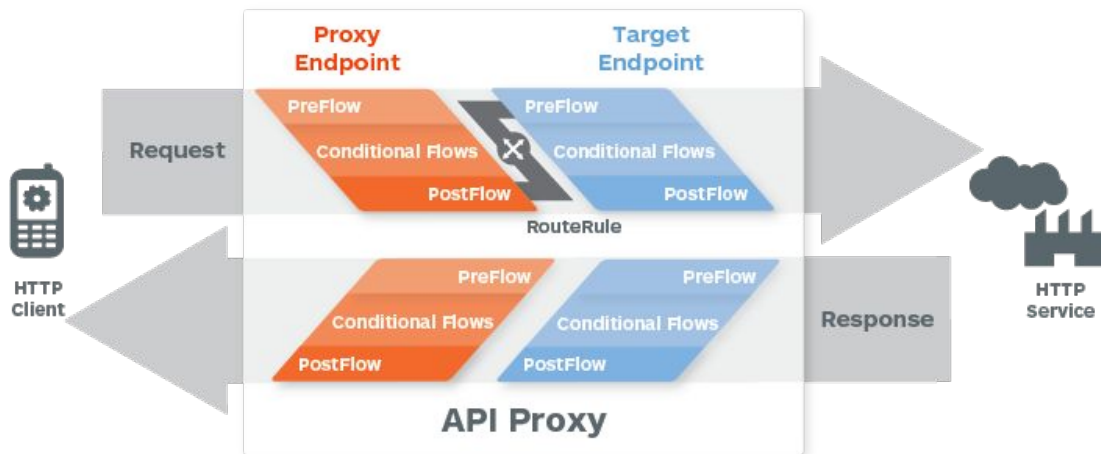 Proxy
Endpoint
Target
Endpoint
Request
PreFlow
Conditional Flows
PostFlow
PreFlow
Conditional Flows
PostFlow
RouteRule
HTTP
Client
HTTP
Service
PreFlow
Conditional Flows
PostFlow
PreFlow
Conditional Flows
PostFlow
Response
API Proxy